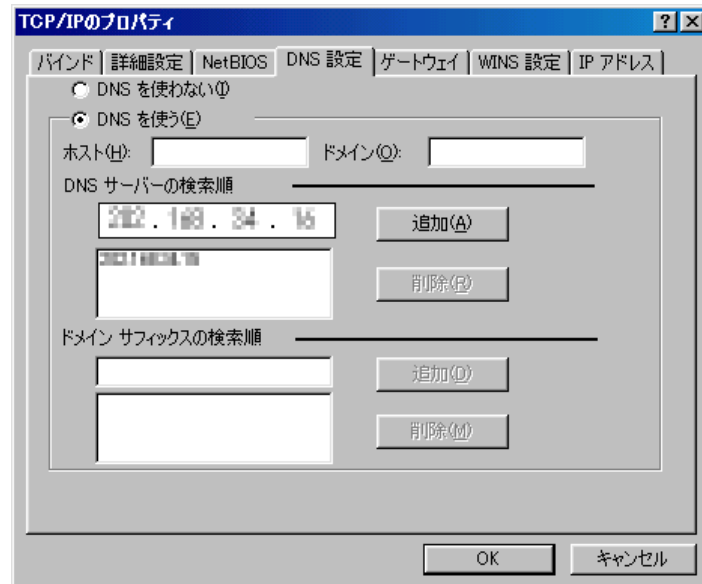 TCP/IPのプロパティ
バインド 詳細設定 NetBIOS DNS 設定 ゲートウェイ WINS 設定 IP アドレス
DNS を使わない(I)
DNS を使う(E)
ホスト(H): ドメイン(O):
DNS サーバーの検索順
追加(A)
削除(R)
ドメイン サフィックスの検索順
追加(D)
削除(M)
OK キャンセル